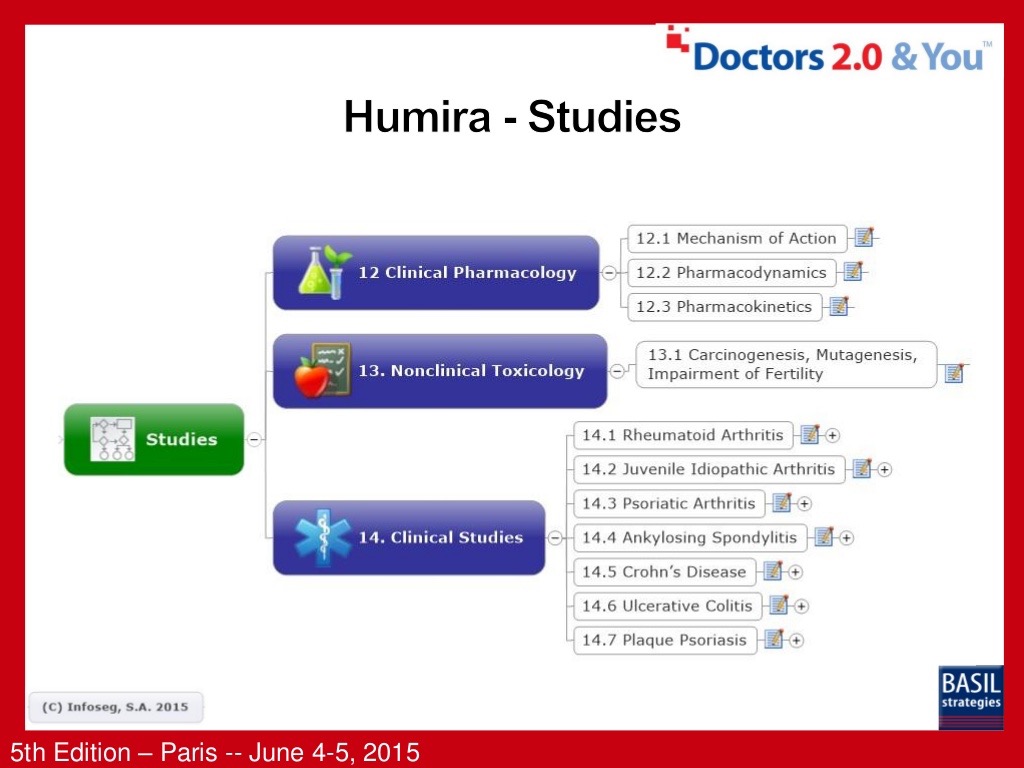 Doctors 2.0 & You™
Humira - Studies
12 Clinical Pharmacology
12.1 Mechanism of Action
12.2 Pharmacodynamics
12.3 Pharmacokinetics
13. Nonclinical Toxicology
13.1 Carcinogenesis, Mutagenesis,
Impairment of Fertility
Studies
14. Clinical Studies
14.1 Rheumatoid Arthritis
14.2 Juvenile Idiopathic Arthritis
14.3 Psoriatic Arthritis
14.4 Ankylosing Spondylitis
14.5 Crohn’s Disease
14.6 Ulcerative Colitis
14.7 Plaque Psoriasis
(C) Infoseg, S.A. 2015
BASIL
strategies
5th Edition – Paris -- June 4-5, 2015